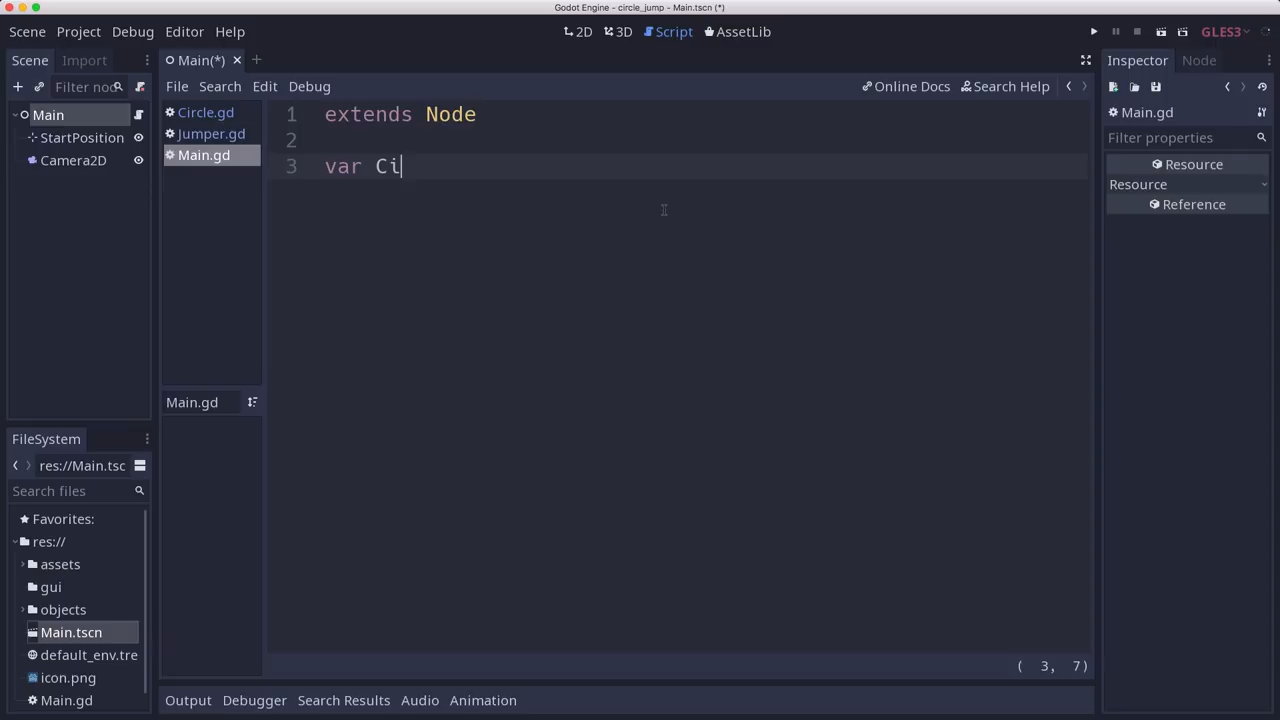 Godot Engine - circle_jump - Main.tscn (*)
Scene Project Debug Editor Help
2D 3D Script AssetLib
GLES3
Scene Import
Main(*)
Inspector Node
Filter nod
File Search Edit Debug
Online Docs Search Help
Main
StartPosition
Camera2D
Circle.gd
Jumper.gd
Main.gd
1 extends Node
2
3 var Ci
Main.gd
Filter properties
Resource
Resource
Reference
Main.gd
FileSystem
res://Main.tsc
Search files
Favorites:
res://
assets
gui
objects
Main.tscn
default_env.tre
icon.png
Main.gd
( 3, 7)
Output Debugger Search Results Audio Animation